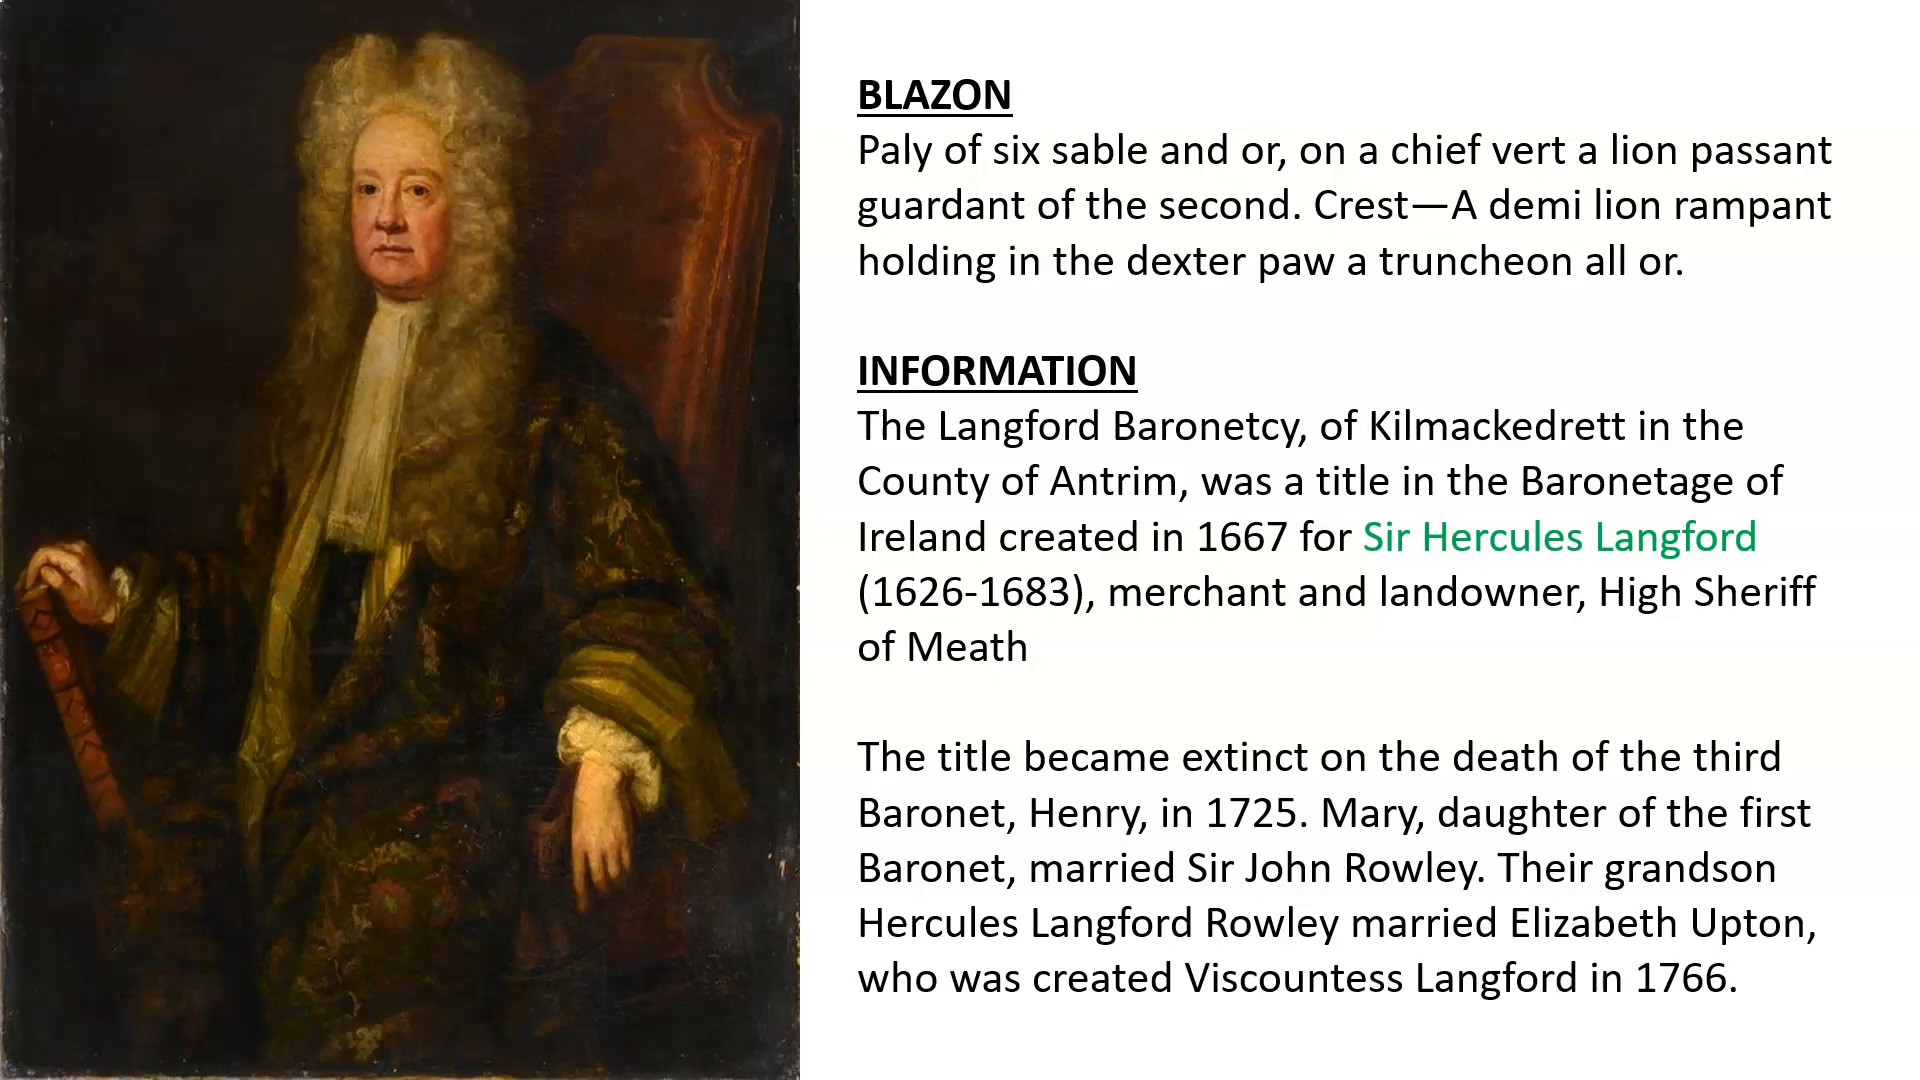 BLAZON
Paly of six sable and or, on a chief vert a lion passant
guardant of the second. Crest—A demi lion rampant
holding in the dexter paw a truncheon all or.
INFORMATION
The Langford Baronetcy, of Kilmackedrett in the
County of Antrim, was a title in the Baronetage of
Ireland created in 1667 for Sir Hercules Langford
(1626-1683), merchant and landowner, High Sheriff
of Meath
The title became extinct on the death of the third
Baronet, Henry, in 1725. Mary, daughter of the first
Baronet, married Sir John Rowley. Their grandson
Hercules Langford Rowley married Elizabeth Upton,
who was created Viscountess Langford in 1766.